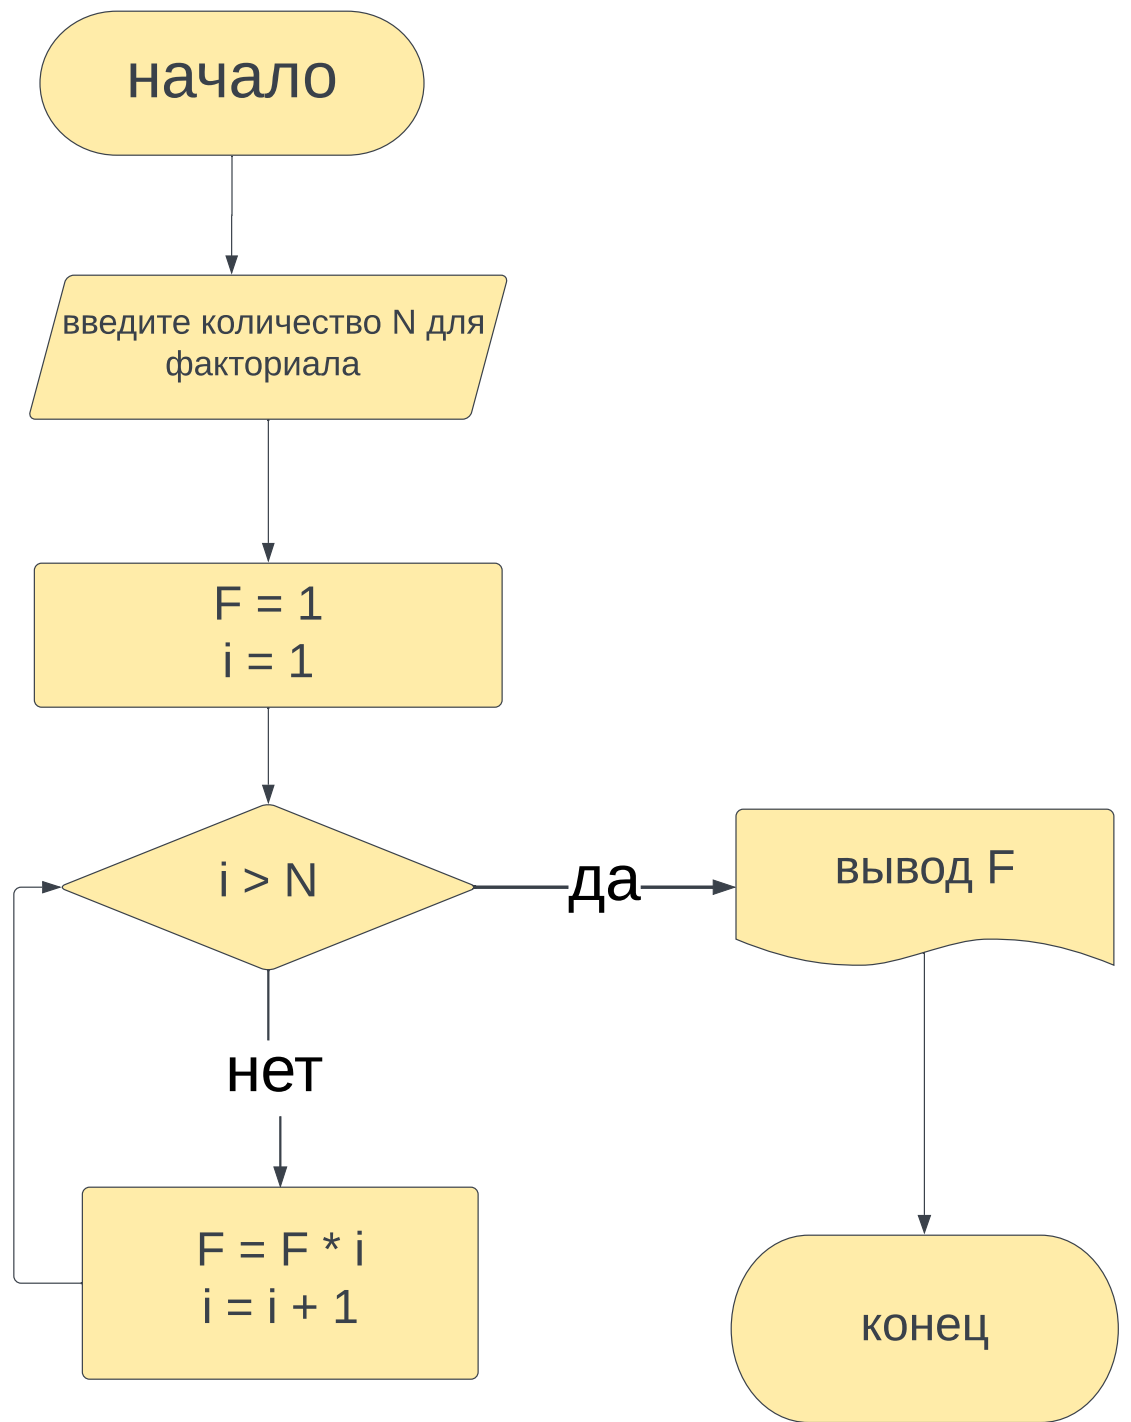 начало
введите количество N для
факториала
F = 1
i = 1
i > N
да
вывод F
нет
F = F * i
i = i + 1
конец